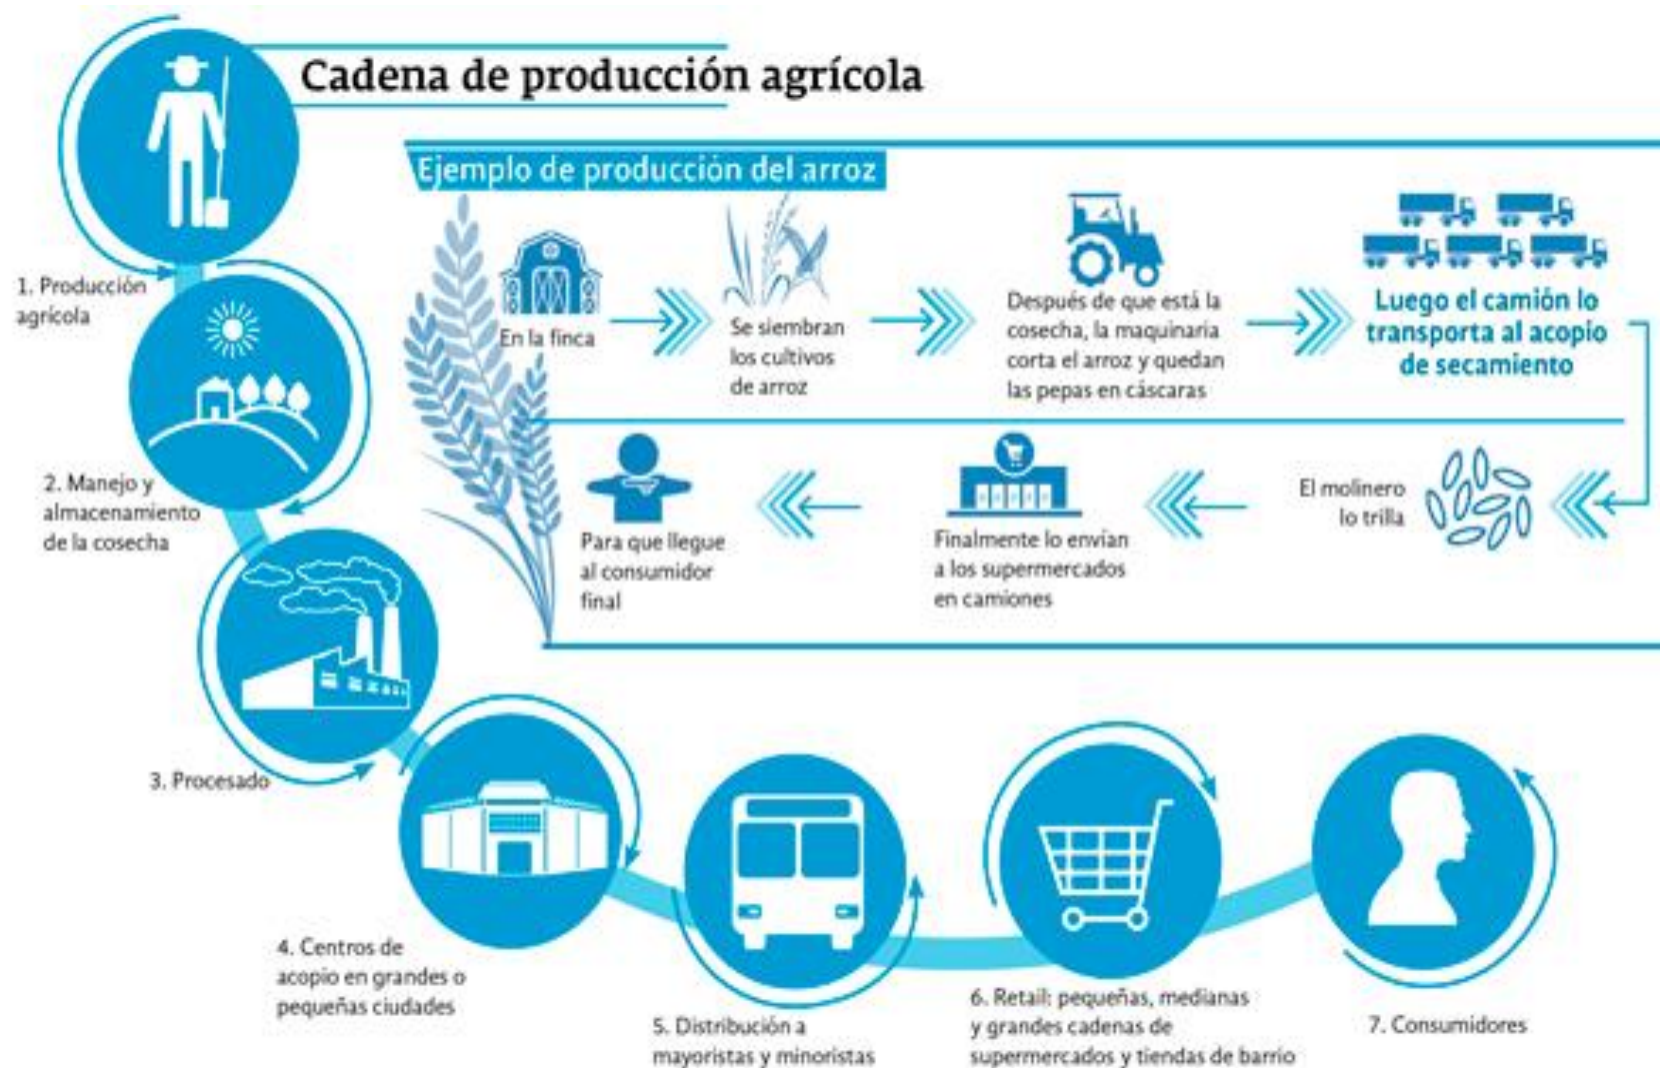 Cadena de producción agrícola
Ejemplo de producción del arroz
En la finca
Se siembran
los cultivos
de arroz
Después de que está la
cosecha, la maquinaria
corta el arroz y quedan
las pepas en cáscaras
Luego el camión lo
transporta al acopio
de secamiento
El molinero
lo trilla
Finalmente lo envían
a los supermercados
en camiones
Para que llegue
al consumidor
final
1. Producción
agrícola
2. Manejo y
almacenamiento
de la cosecha
3. Procesado
4. Centros de
acopio en grandes o
pequeñas ciudades
5. Distribución a
mayoristas y minoristas
6. Retail: pequeñas, medianas
y grandes cadenas de
supermercados y tiendas de barrio
7. Consumidores